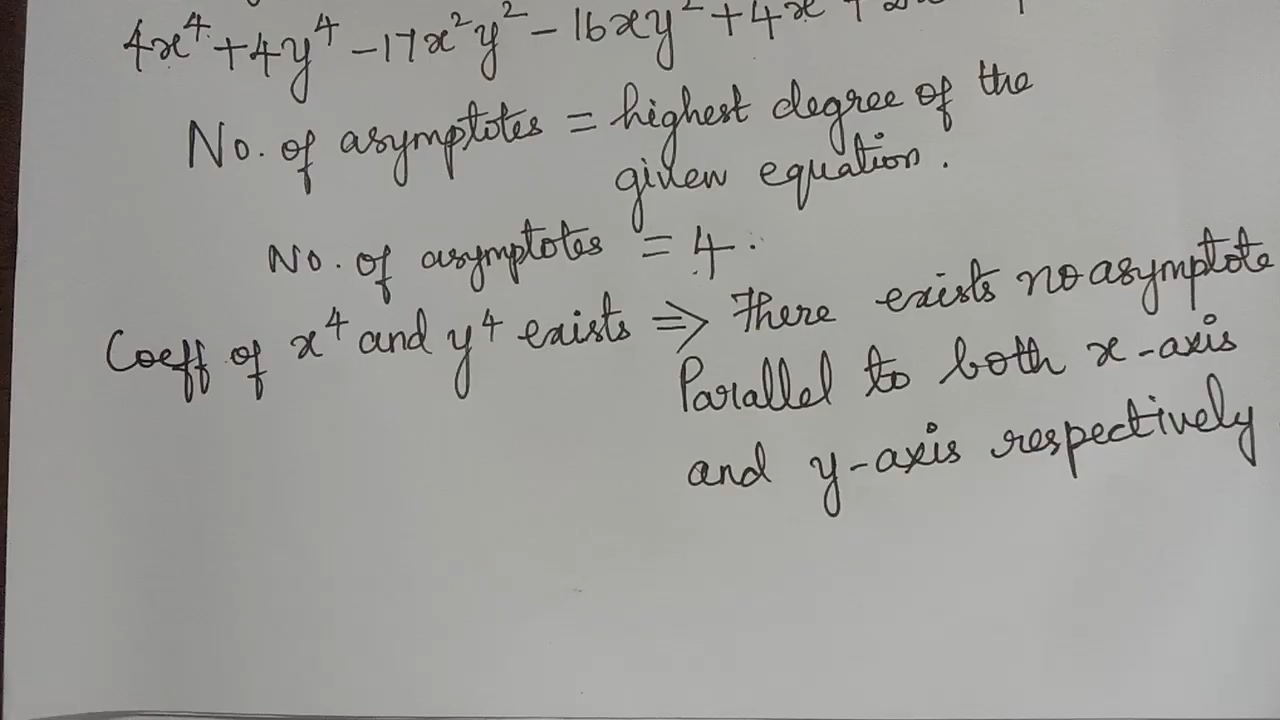 4x⁴ + 4y⁴ - 17x²y² - 16xy² + 4x
No. of asymptotes = highest degree of the
given equation.
No. of asymptotes = 4.
Coeff of x⁴ and y⁴ exists ⇒ There exists no asymptote
Parallel to both x-axis
and y-axis respectively